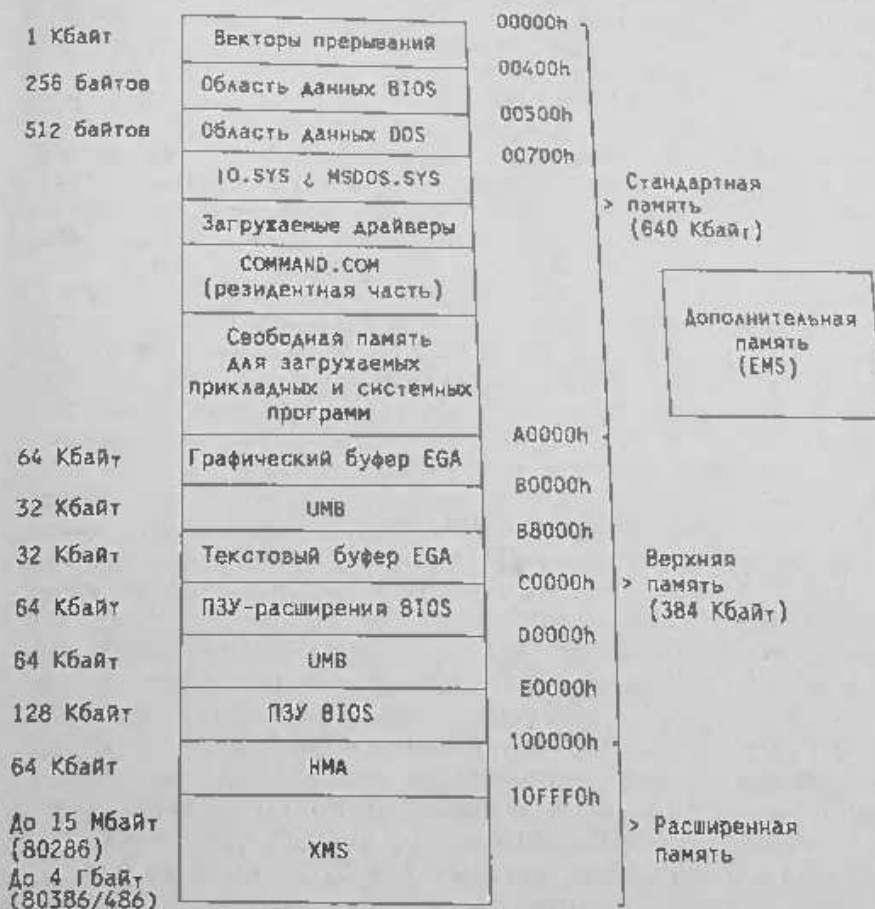 00000h
1 Кбайт Векторы прерываний
00400h
256 байтов Область данных BIOS
00500h
512 байтов Область данных DOS
00700h
IO.SYS и MSDOS.SYS
Стандартная
память
(640 Кбайт)
Загружаемые драйверы
COMMAND.COM
(резидентная часть)
Дополнительная
память
(EMS)
Свободная память
для загружаемых
прикладных и системных
программ
A0000h
64 Кбайт Графический буфер EGA
B0000h
32 Кбайт UMB
B8000h
32 Кбайт Текстовый буфер EGA
C0000h
Верхняя
> память
(384 Кбайт)
64 Кбайт ПЗУ-расширения BIOS
D0000h
64 Кбайт UMB
E0000h
128 Кбайт ПЗУ BIOS
100000h
64 Кбайт HMA
10FFF0h
До 15 Мбайт
(80286)
До 4 Гбайт
(80386/486)
XMS
> Расширенная
память